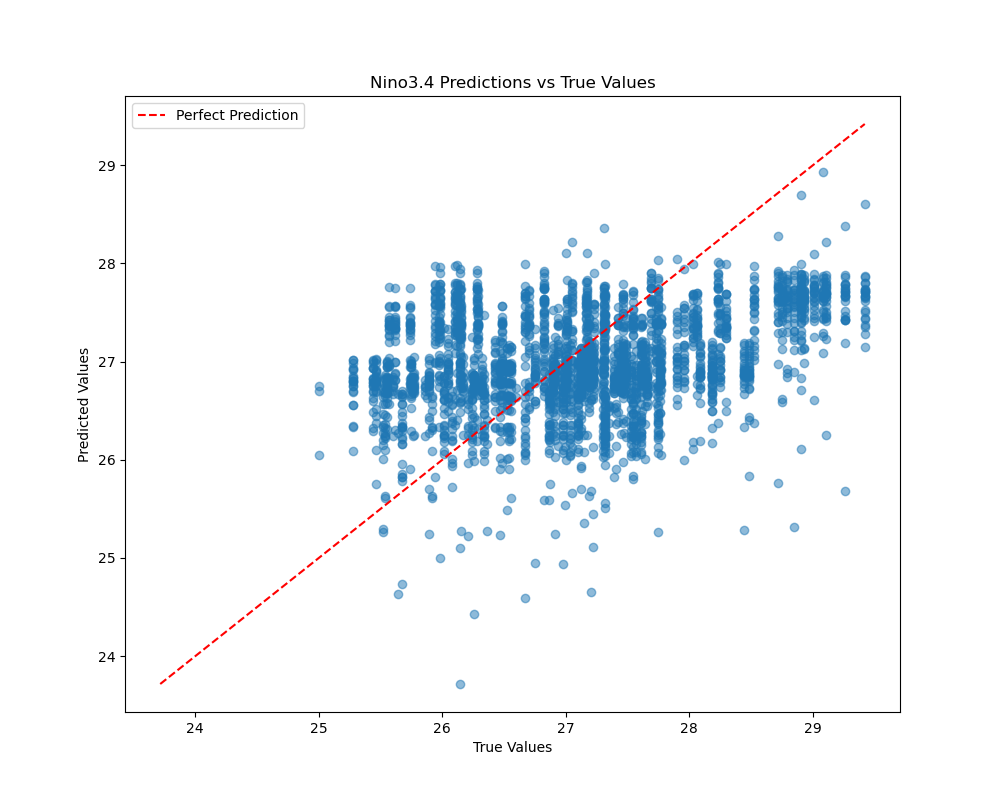 Nino3.4 Predictions vs True Values
Perfect Prediction
Predicted Values
29
28
27
26
25
24
24 25 26 27 28 29
True Values